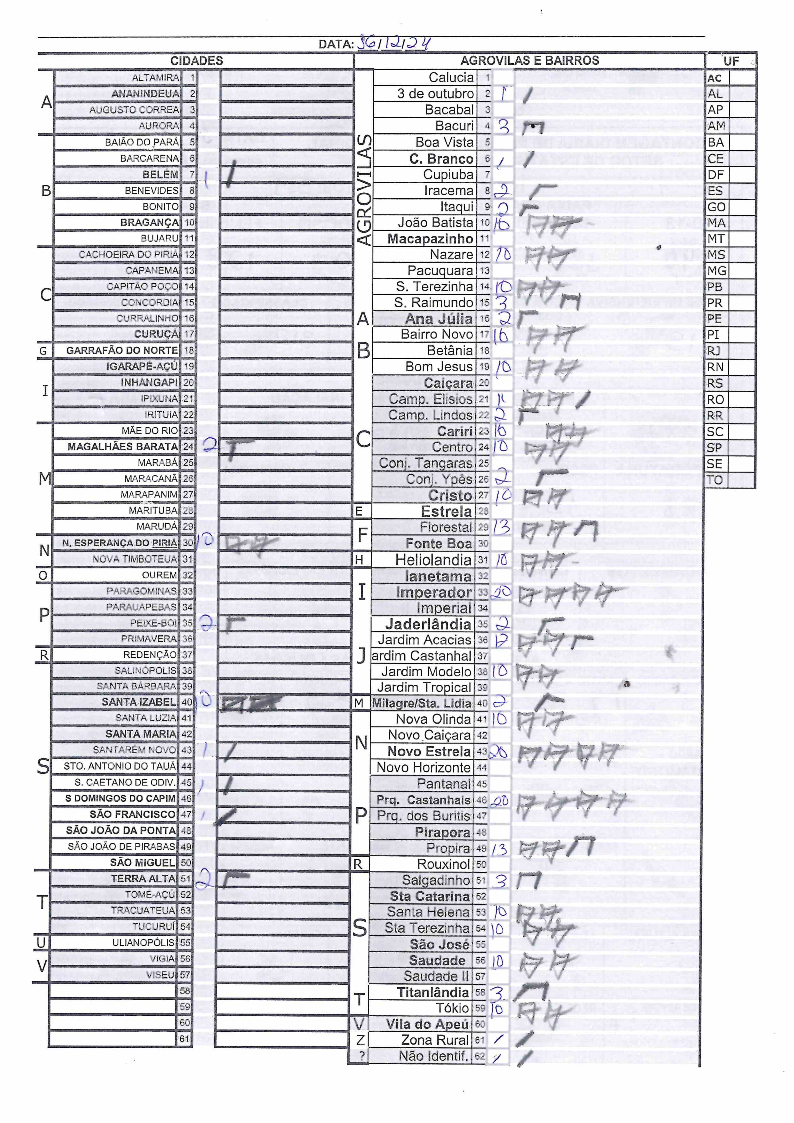 DATA: 26/12/24
CIDADES AGROVILAS E BAIRROS UF
A
ALTAMIRA 1
ANANINDEUA 2
AUGUSTO CORREA 3
AURORA 4
B
BAIÃO DO PARÁ 5
BARCARENA 6
BELÉM 7 1
BENEVIDES 8
BONITO 9
BRAGANÇA 10
BUJARU 11
C
CACHOEIRA DO PIRIA 12
CAPANEMA 13
CAPITÃO POÇO 14
CONCORDIA 15
CURRALINHO 16
CURUÇÁ 17
G GARRAFÃO DO NORTE 18
I
IGARAPÉ-AÇÚ 19
INHANGAPI 20
IPIXUNA 21
IRITUIA 22
M
MÃE DO RIO 23
MAGALHÃES BARATA 24 2
MARABÁ 25
MARACANÃ 26
MARAPANIM 27
MARITUBA 28
MARUDÁ 29
N
N. ESPERANÇA DO PIRIÁ 30 10
NOVA TIMBOTEUA 31
O OUREM 32
P
PARAGOMINAS 33
PARAUAPEBAS 34
PEIXE-BOI 35 2
PRIMAVERA 36
R REDENÇÃO 37
S
SALINÓPOLIS 38
SANTA BÁRBARA 39
SANTA IZABEL 40 10
SANTA LUZIA 41
SANTA MARIA 42
SANTARÉM NOVO 43 1
STO. ANTONIO DO TAUÁ 44
S. CAETANO DE ODIV. 45 1
S DOMINGOS DO CAPIM 46
SÃO FRANCISCO 47 1
SÃO JOÃO DA PONTA 48
SÃO JOÃO DE PIRABAS 49
SÃO MIGUEL 50
T
TERRA ALTA 51 2
TOMÉ-AÇÚ 52
TRACUATEUA 53
TUCURUÍ 54
U ULIANOPÓLIS 55
V
VIGIA 56
VISEU 57
58
59
60
61
AGROVILAS
Calucia 1
3 de outubro 2 1
Bacabal 3
Bacuri 4 3
Boa Vista 5
C. Branco 6 1
Cupiuba 7
Iracema 8 2
Itaqui 9 2
João Batista 10 10
Macapazinho 11
Nazare 12 10
Pacuquara 13
S. Terezinha 14 10
S. Raimundo 15 3
A Ana Júlia 16 2
B
Bairro Novo 17 10
Betânia 18
Bom Jesus 19 10
C
Caiçara 20
Camp. Elisios 21 11
Camp. Lindos 22 2
Cariri 23 10
Centro 24 10
Conj. Tangaras 25
Conj. Ypês 26 2
Cristo 27 10
E Estrela 28
F
Florestal 29 13
Fonte Boa 30
H Heliolandia 31 10
I
Ianetama 32
Imperador 33 20
Imperial 34
J
Jaderlândia 35 2
Jardim Acacias 36 12
ardim Castanhal 37
Jardim Modelo 38 10
Jardim Tropical 39
M Milagre/Sta. Lidia 40 2
N
Nova Olinda 41 10
Novo Caiçara 42
Novo Estrela 43 20
Novo Horizonte 44
P
Pantanal 45
Prq. Castanhais 46 20
Prq. dos Buritis 47
Pirapora 48
Propira 49 13
R Rouxinol 50
S
Salgadinho 51 3
Sta Catarina 52
Santa Helena 53 10
Sta Terezinha 54 10
São José 55
Saudade 56 10
Saudade II 57
T
Titanlândia 58 3
Tókio 59 10
V Vila do Apeú 60
Z Zona Rural 61 /
? Não Identif. 62 /
AC
AL
AP
AM
BA
CE
DF
ES
GO
MA
MT
MS
MG
PB
PR
PE
PI
RJ
RN
RS
RO
RR
SC
SP
SE
TO